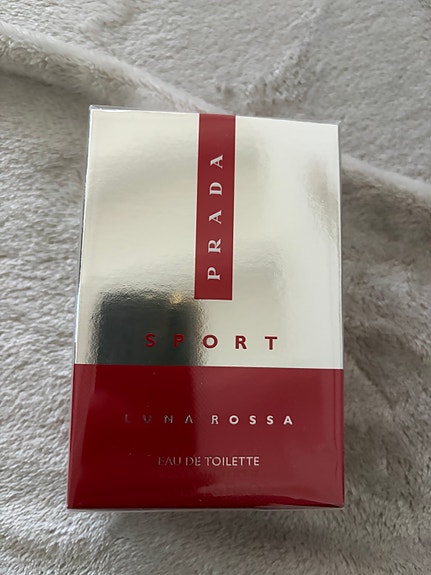 PRADA
SPORT
LUNA ROSSA
EAU DE TOILETTE